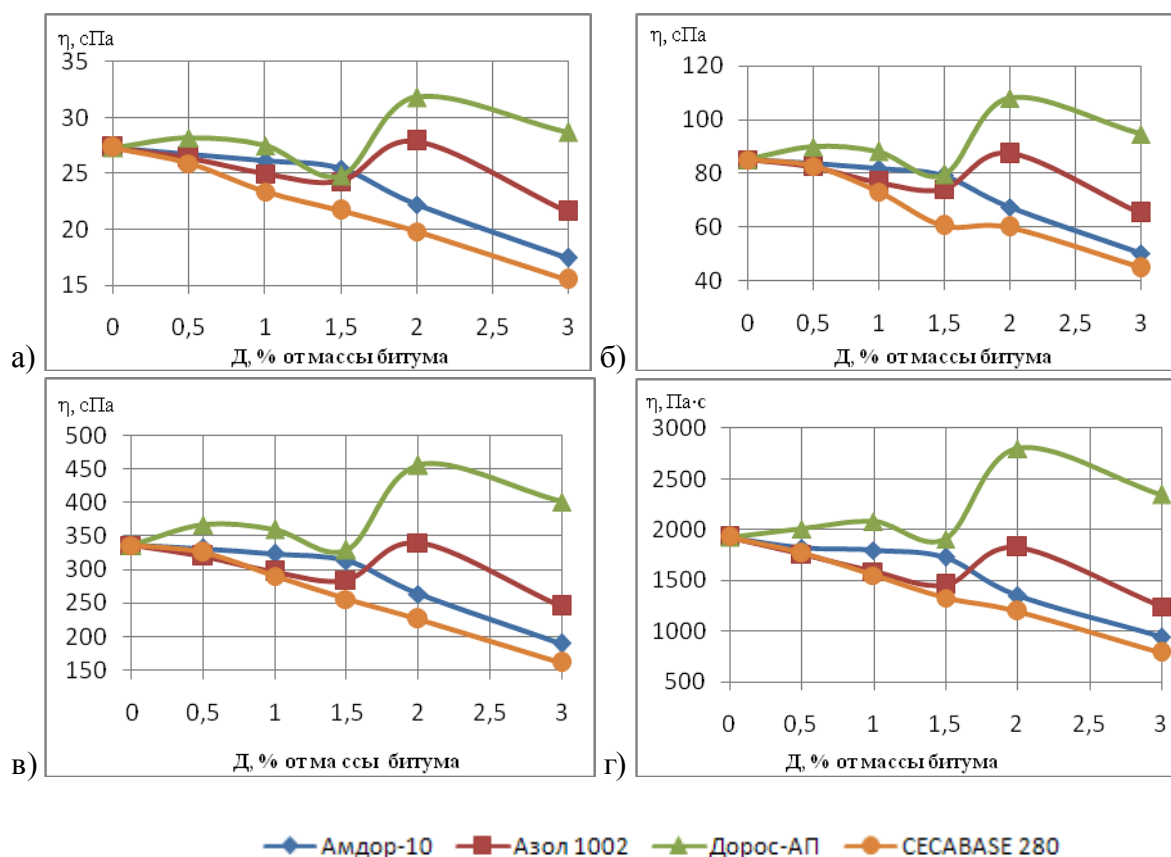 η, сПа
35
30
25
20
15
0 0,5 1 1,5 2 2,5 3
Д, % от массы битума
а)
η, сПа
120
100
80
60
40
0 0,5 1 1,5 2 2,5 3
Д, % от массы битума
б)
η, сПа
500
450
400
350
300
250
200
150
0 0,5 1 1,5 2 2,5 3
Д, % от ма ссы битума
в)
η, Па·с
3000
2500
2000
1500
1000
500
0 0,5 1 1,5 2 2,5 3
Д, % от массы битума
г)
Амдор-10 Азол 1002 Дорос-АП CECABASE 280